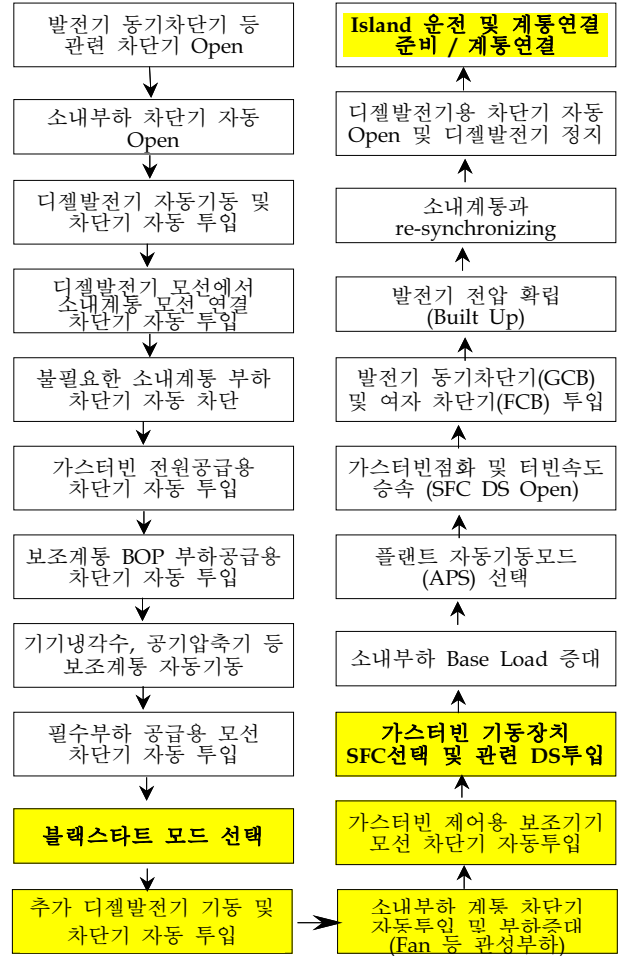 발전기 동기차단기 등
관련 차단기 Open
소내부하 차단기 자동
Open
디젤발전기 자동기동 및
차단기 자동 투입
디젤발전기 모선에서
소내계통 모선 연결
차단기 자동 투입
불필요한 소내계통 부하
차단기 자동 차단
가스터빈 전원공급용
차단기 자동 투입
보조계통 BOP 부하공급용
차단기 자동 투입
기기냉각수, 공기압축기 등
보조계통 자동기동
필수부하 공급용 모선
차단기 자동 투입
블랙스타트 모드 선택
추가 디젤발전기 기동 및
차단기 자동 투입
소내부하 계통 차단기
자동투입 및 부하증대
(Fan 등 관성부하)
가스터빈 제어용 보조기기
모선 차단기 자동투입
가스터빈 기동장치
SFC선택 및 관련 DS투입
소내부하 Base Load 증대
플랜트 자동기동모드
(APS) 선택
가스터빈점화 및 터빈속도
승속 (SFC DS Open)
발전기 동기차단기(GCB)
및 여자 차단기(FCB) 투입
발전기 전압 확립
(Built Up)
소내계통과
re-synchronizing
디젤발전기용 차단기 자동
Open 및 디젤발전기 정지
Island 운전 및 계통연결
준비 / 계통연결